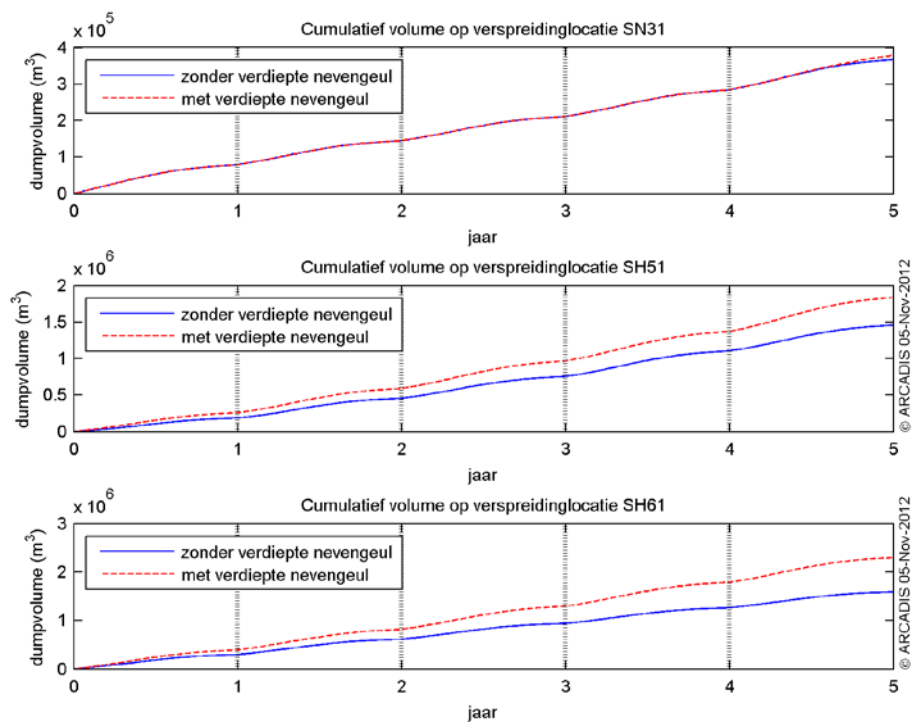 Cumulatief volume op verspreidinglocatie SN31
x 10^5
4
3
2
1
0
dumpvolume (m^3)
zonder verdiepte nevengeul
met verdiepte nevengeul
0 1 2 3 4 5
jaar
Cumulatief volume op verspreidinglocatie SH51
x 10^6
2
1.5
1
0.5
0
dumpvolume (m^3)
zonder verdiepte nevengeul
met verdiepte nevengeul
0 1 2 3 4 5
jaar
© ARCADIS 05-Nov-2012
Cumulatief volume op verspreidinglocatie SH61
x 10^6
3
2
1
0
dumpvolume (m^3)
zonder verdiepte nevengeul
met verdiepte nevengeul
0 1 2 3 4 5
jaar
© ARCADIS 05-Nov-2012